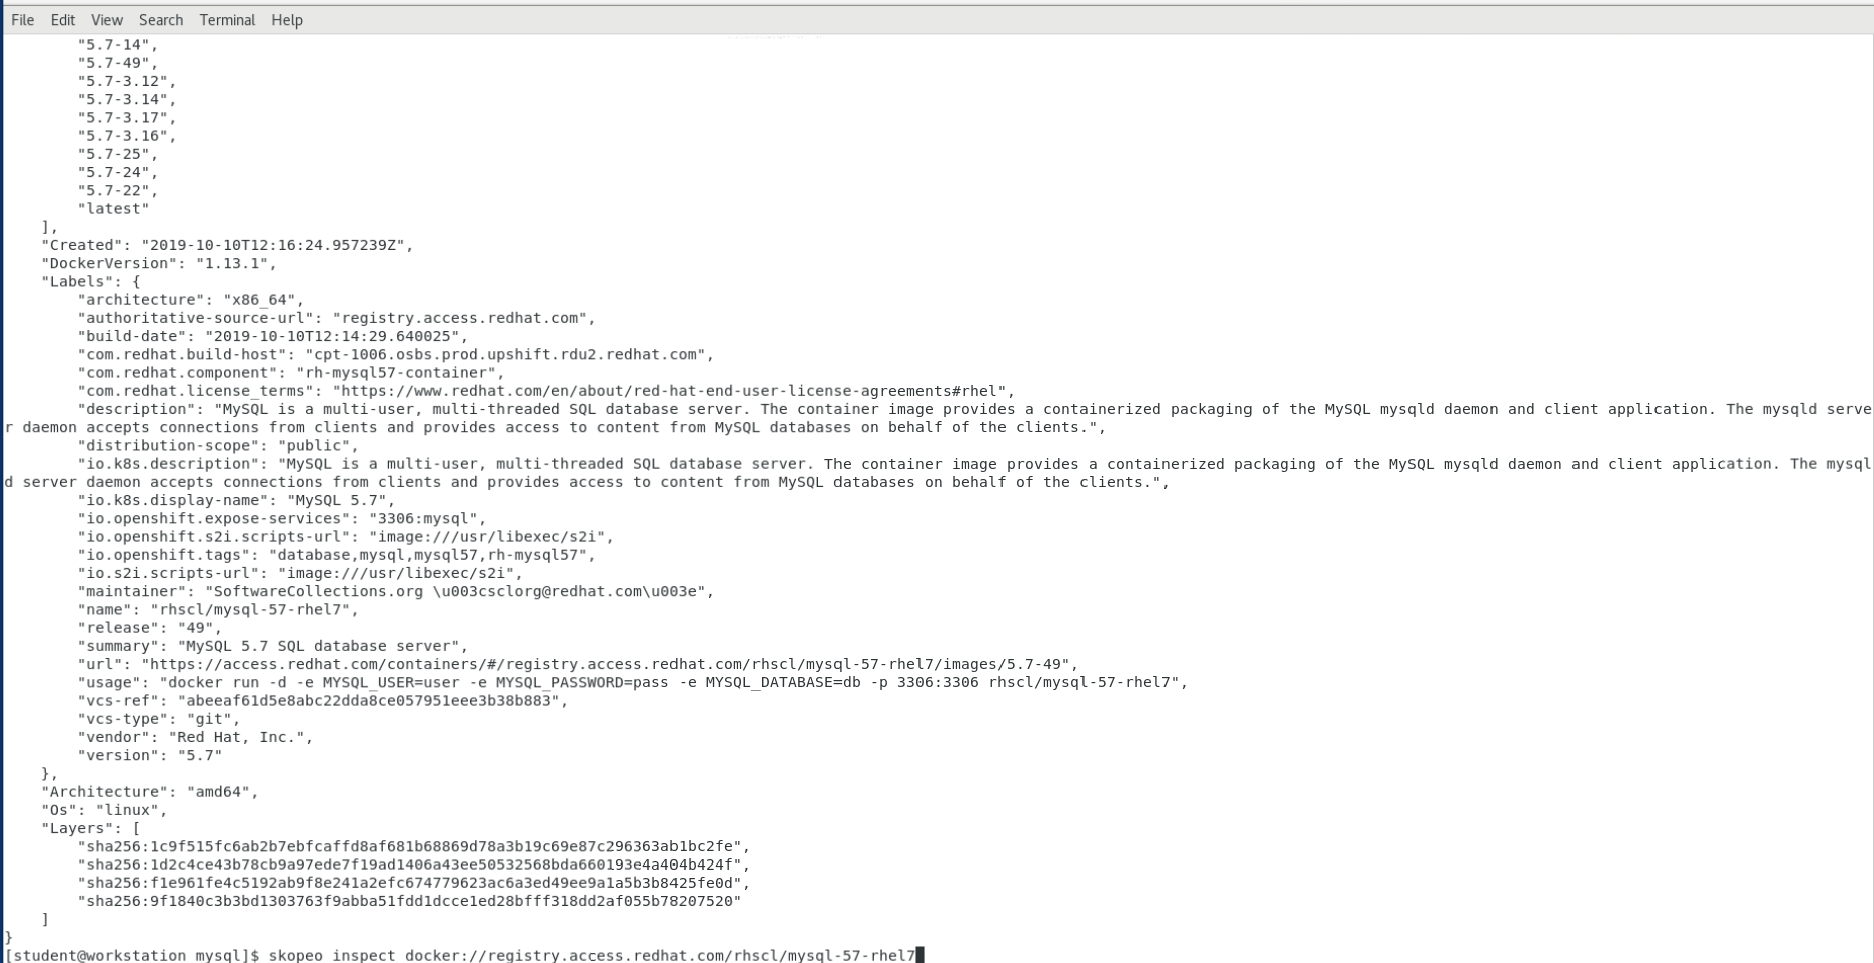 File Edit View Search Terminal Help
"5.7-14",
"5.7-49",
"5.7-3.12",
"5.7-3.14",
"5.7-3.17",
"5.7-3.16",
"5.7-25",
"5.7-24",
"5.7-22",
"latest"
],
"Created": "2019-10-10T12:16:24.957239Z",
"DockerVersion": "1.13.1",
"Labels": {
"architecture": "x86_64",
"authoritative-source-url": "registry.access.redhat.com",
"build-date": "2019-10-10T12:14:29.640025",
"com.redhat.build-host": "cpt-1006.osbs.prod.upshift.rdu2.redhat.com",
"com.redhat.component": "rh-mysql57-container",
"com.redhat.license_terms": "https://www.redhat.com/en/about/red-hat-end-user-license-agreements#rhel",
"description": "MySQL is a multi-user, multi-threaded SQL database server. The container image provides a containerized packaging of the MySQL mysqld daemon and client application. The mysqld serve
r daemon accepts connections from clients and provides access to content from MySQL databases on behalf of the clients.",
"distribution-scope": "public",
"io.k8s.description": "MySQL is a multi-user, multi-threaded SQL database server. The container image provides a containerized packaging of the MySQL mysqld daemon and client application. The mysql
d server daemon accepts connections from clients and provides access to content from MySQL databases on behalf of the clients.",
"io.k8s.display-name": "MySQL 5.7",
"io.openshift.expose-services": "3306:mysql",
"io.openshift.s2i.scripts-url": "image:///usr/libexec/s2i",
"io.openshift.tags": "database,mysql,mysql57,rh-mysql57",
"io.s2i.scripts-url": "image:///usr/libexec/s2i",
"maintainer": "SoftwareCollections.org \u003csclorg@redhat.com\u003e",
"name": "rhscl/mysql-57-rhel7",
"release": "49",
"summary": "MySQL 5.7 SQL database server",
"url": "https://access.redhat.com/containers/#/registry.access.redhat.com/rhscl/mysql-57-rhel7/images/5.7-49",
"usage": "docker run -d -e MYSQL_USER=user -e MYSQL_PASSWORD=pass -e MYSQL_DATABASE=db -p 3306:3306 rhscl/mysql-57-rhel7",
"vcs-ref": "abeeaf61d5e8abc22dda8ce057951eee3b38b883",
"vcs-type": "git",
"vendor": "Red Hat, Inc.",
"version": "5.7"
},
"Architecture": "amd64",
"Os": "linux",
"Layers": [
"sha256:1c9f515fc6ab2b7ebfcaffd8af681b68869d78a3b19c69e87c296363ab1bc2fe",
"sha256:1d2c4ce43b78cb9a97ede7f19ad1406a43ee50532568bda660193e4a404b424f",
"sha256:f1e961fe4c5192ab9f8e241a2efc674779623ac6a3ed49ee9a1a5b3b8425fe0d",
"sha256:9f1840c3b3bd1303763f9abba51fdd1dcce1ed28bfff318dd2af055b78207520"
]
}
[student@workstation mysql]$ skopeo inspect docker://registry.access.redhat.com/rhscl/mysql-57-rhel7